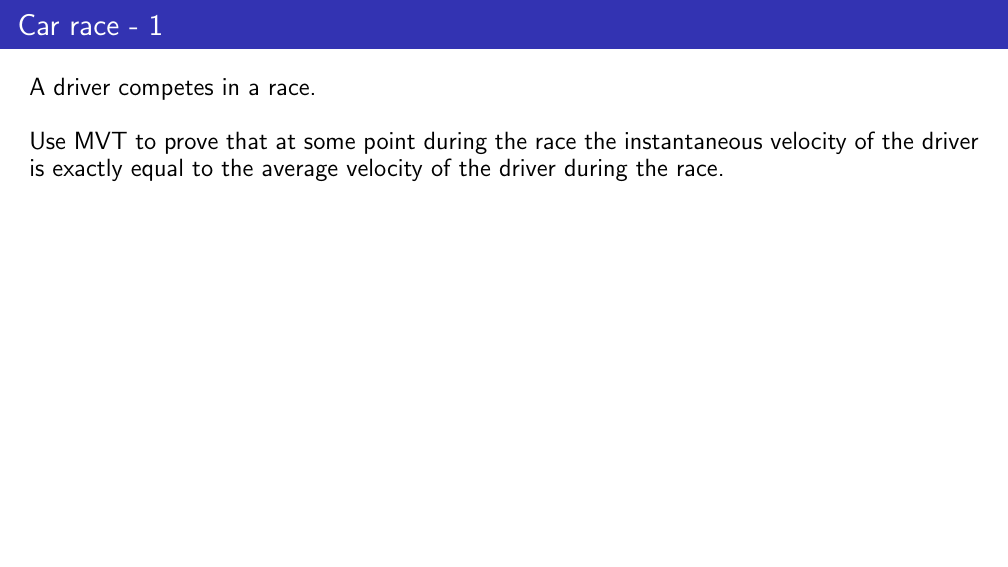 Car race - 1
A driver competes in a race.
Use MVT to prove that at some point during the race the instantaneous velocity of the driver
is exactly equal to the average velocity of the driver during the race.